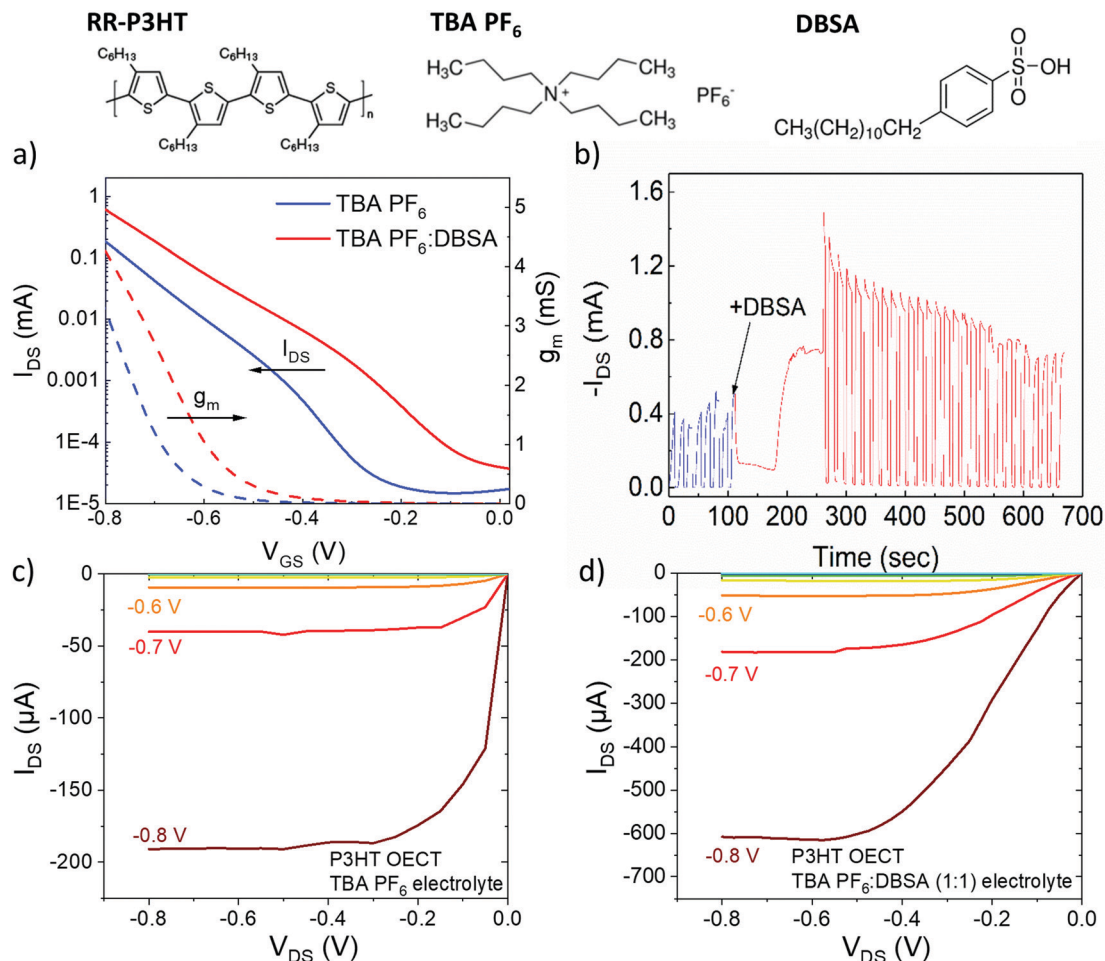 RR-P3HT
TBA PF6
DBSA
C6H13
C6H13
S
S
S
S
n
C6H13
C6H13
H3C
CH3
N+
H3C
CH3
PF6-
O
S
OH
O
CH3(CH2)10CH2
a)
1
0.1
0.01
0.001
1E-4
1E-5
IDS (mA)
TBA PF6
TBA PF6:DBSA
IDS
gm
5
4
3
2
1
0
gm (mS)
-0.8
-0.6
-0.4
-0.2
0.0
VGS (V)
b)
1.6
1.2
0.8
0.4
0.0
-IDS (mA)
+DBSA
0
100
200
300
400
500
600
700
Time (sec)
c)
0
-50
-100
-150
-200
IDS (µA)
-0.6 V
-0.7 V
-0.8 V
P3HT OECT
TBA PF6 electrolyte
-0.8
-0.6
-0.4
-0.2
0.0
VDS (V)
d)
0
-100
-200
-300
-400
-500
-600
-700
IDS (µA)
-0.6 V
-0.7 V
-0.8 V
P3HT OECT
TBA PF6:DBSA (1:1) electrolyte
-0.8
-0.6
-0.4
-0.2
0.0
VDS (V)